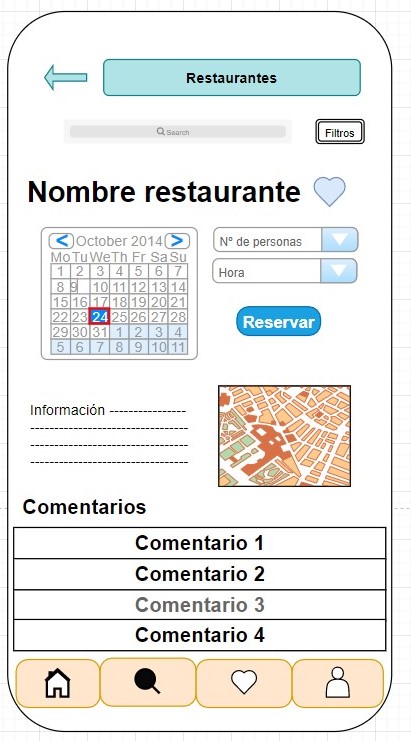 Restaurantes
Search
Filtros
Nombre restaurante
< October 2014 >
Mo Tu We Th Fr Sa Su
1 2 3 4 5 6 7
8 9 10 11 12 13 14
15 16 17 18 19 20 21
22 23 24 25 26 27 28
29 30 31 1 2 3 4
5 6 7 8 9 10 11
Nº de personas
Hora
Reservar
Información ----------------
---------------------------------
---------------------------------
---------------------------------
Comentarios
Comentario 1
Comentario 2
Comentario 3
Comentario 4